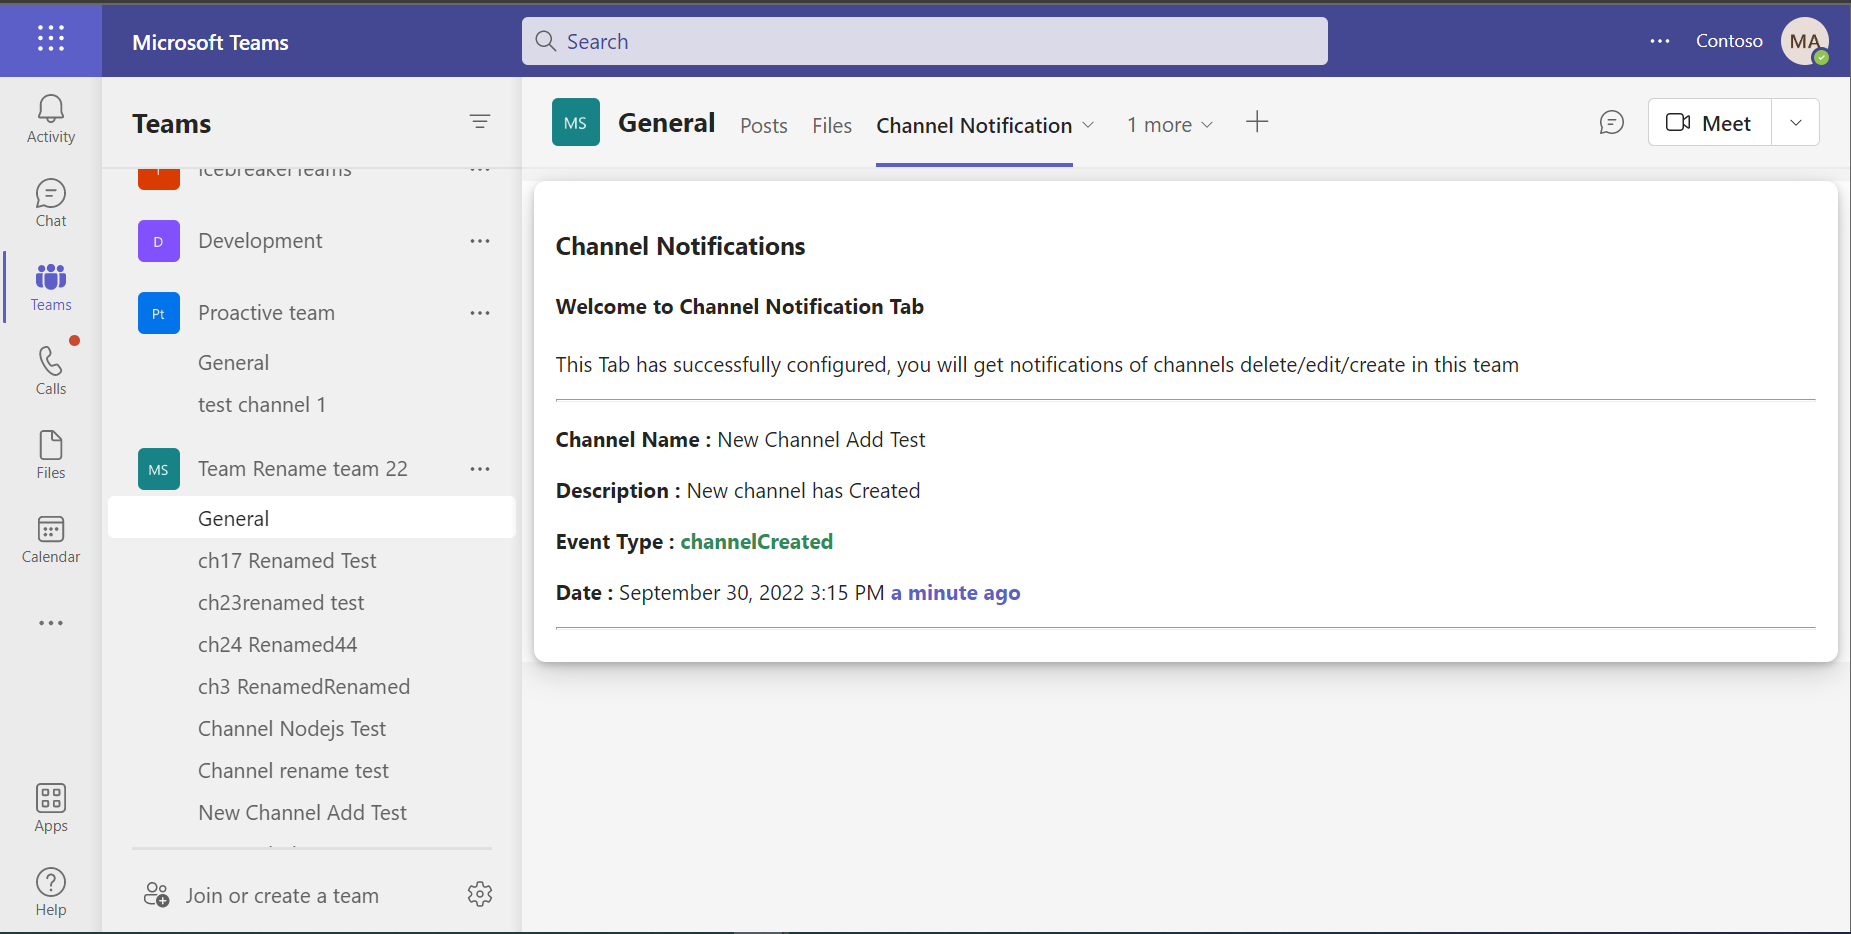 Microsoft Teams
Search
Contoso
MA
Activity
Chat
Teams
Calls
Files
Calendar
Apps
Help
Teams
IcebreakerTeams
D
Development
Pt
Proactive team
General
test channel 1
MS
Team Rename team 22
General
ch17 Renamed Test
ch23renamed test
ch24 Renamed44
ch3 RenamedRenamed
Channel Nodejs Test
Channel rename test
New Channel Add Test
Join or create a team
MS
General
Posts
Files
Channel Notification
1 more
Meet
Channel Notifications
Welcome to Channel Notification Tab
This Tab has successfully configured, you will get notifications of channels delete/edit/create in this team
Channel Name : New Channel Add Test
Description : New channel has Created
Event Type : channelCreated
Date : September 30, 2022 3:15 PM a minute ago